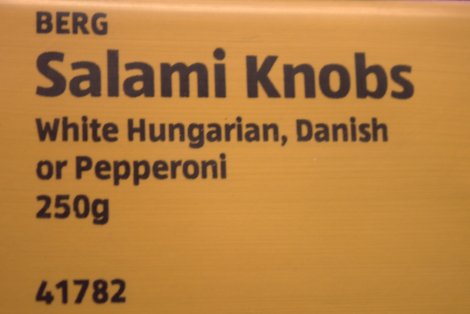 BERG
Salami Knobs
White Hungarian, Danish
or Pepperoni
250g
41782